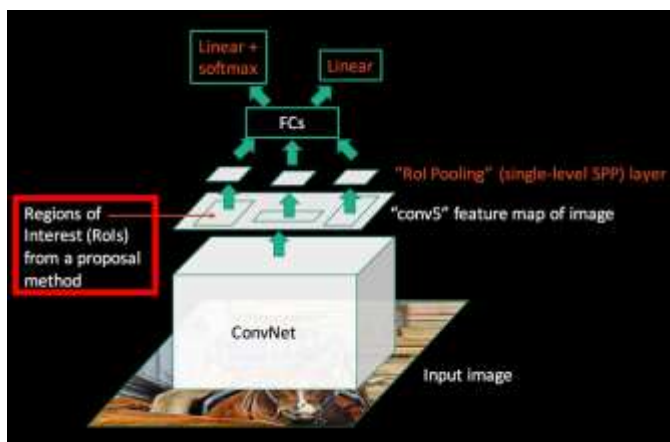 Linear +
softmax
Linear
FCs
"RoI Pooling" (single-level SPP) layer
Regions of
Interest (RoIs)
from a proposal
method
"conv5" feature map of image
ConvNet
Input image